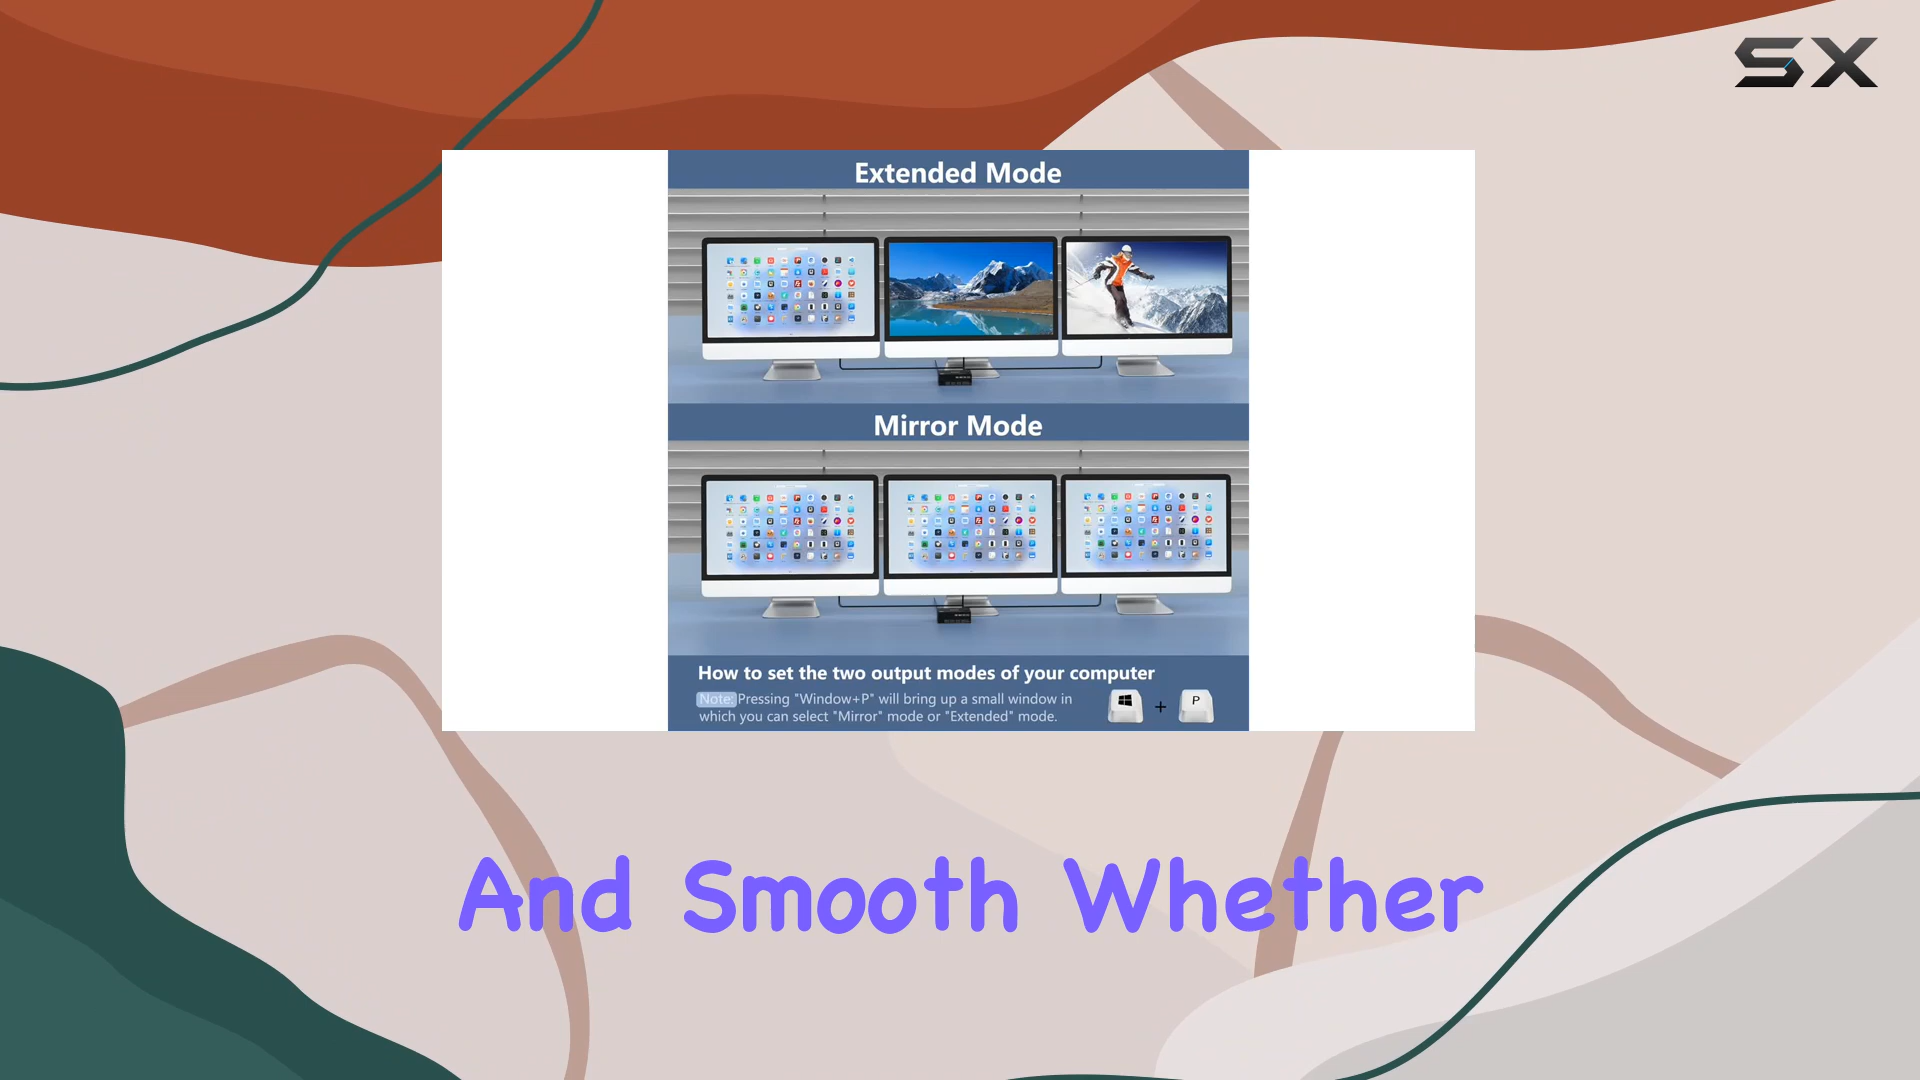 SX
Extended Mode
Mirror Mode
How to set the two output modes of your computer
Note: Pressing "Window+P" will bring up a small window in
which you can select "Mirror" mode or "Extended" mode.
+ P
And Smooth Whether